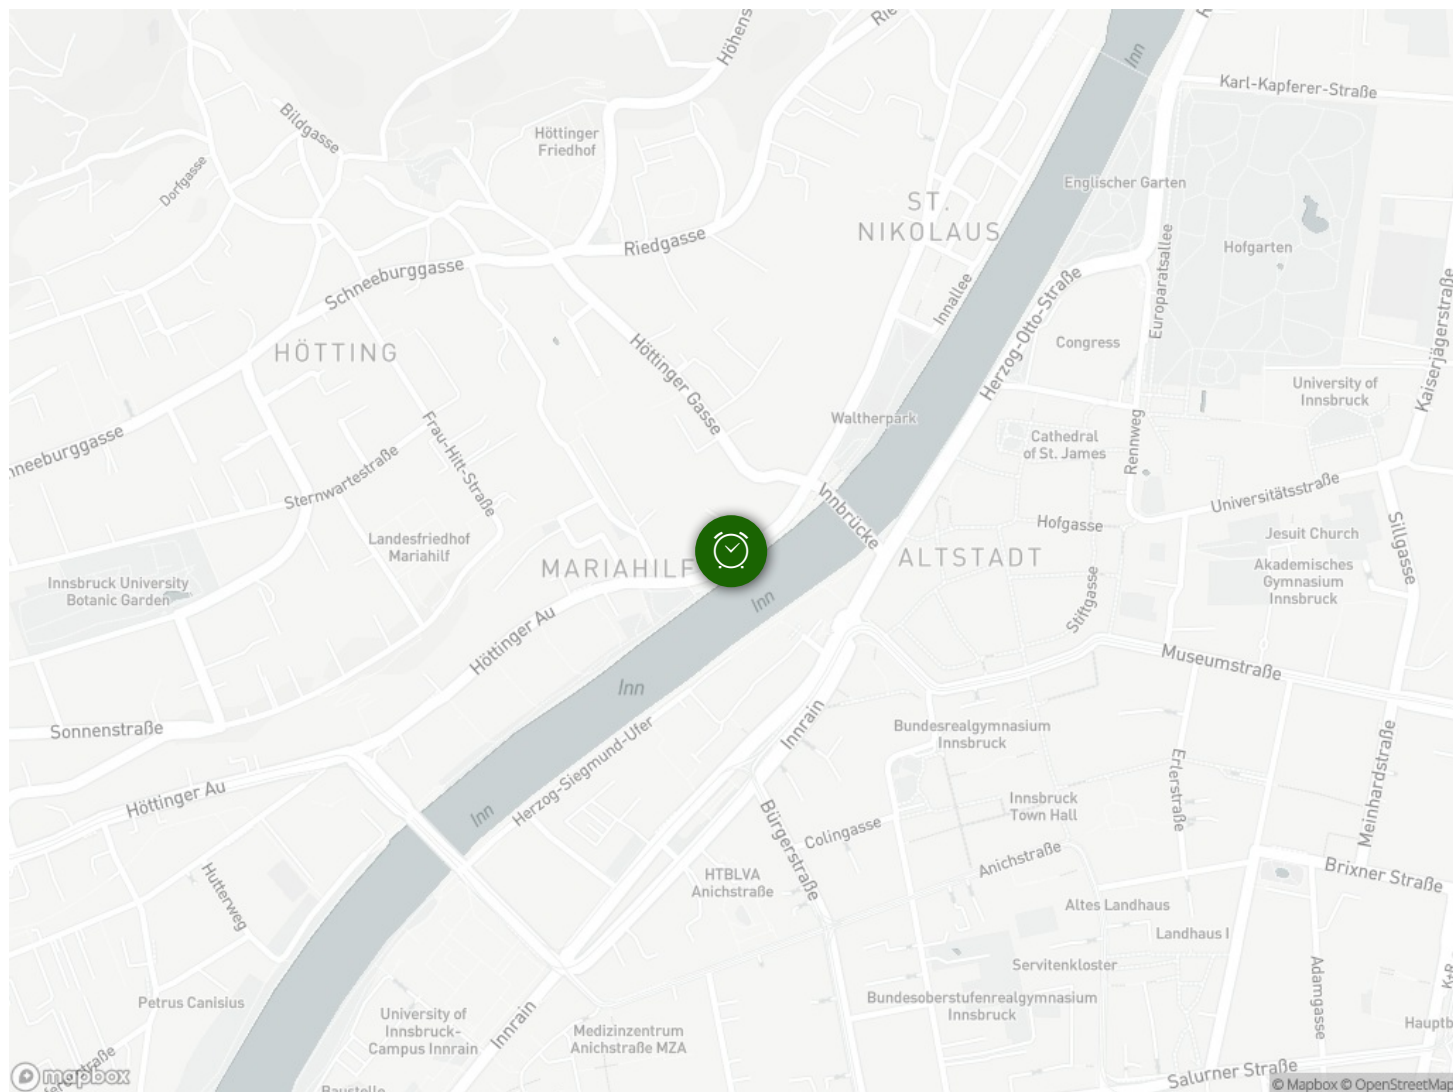 Inn
Karl-Kapferer-Straße
Bildgasse
Höttinger
Friedhof
Dorfgasse
Englischer Garten
ST.
NIKOLAUS
Riedgasse
Hofgarten
Schneeburggasse
Europaratsallee
Innallee
Herzog-Otto-Straße
Kaiserjägerstraße
HÖTTING
Höttinger Gasse
Congress
University of
Innsbruck
Waltherpark
Frau-Hitt-Straße
Cathedral
of St. James
Rennweg
Sternwartestraße
Universitätsstraße
Innbrücke
Hofgasse
Jesuit Church
Sillgasse
Landesfriedhof
Mariahilf
MARIAHILF
ALTSTADT
Akademisches
Gymnasium
Innsbruck
Innsbruck University
Botanic Garden
Inn
Stiftgasse
Höttinger Au
Museumstraße
Inn
Sonnenstraße
Innrain
Bundesrealgymnasium
Innsbruck
Herzog-Siegmund-Ufer
Erlerstraße
Meinhardstraße
Höttinger Au
Inn
Innsbruck
Town Hall
Bürgerstraße
Colingasse
Anichstraße
HTBLVA
Anichstraße
Brixner Straße
Hutterweg
Altes Landhaus
Landhaus I
Servitenkloster
Adamgasse
Petrus Canisius
Bundesoberstufenrealgymnasium
Innsbruck
University of
Innsbruck-
Campus Innrain
Innrain
Medizinzentrum
Anichstraße MZA
Salurner Straße
mapbox
© Mapbox © OpenStreetMap